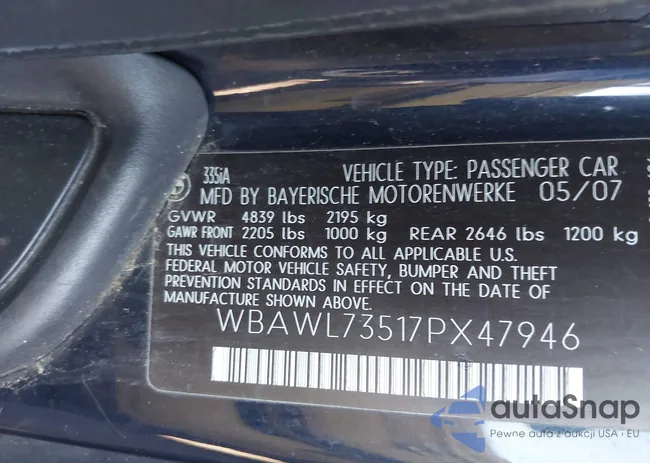 335iA VEHICLE TYPE: PASSENGER CAR
MFD BY BAYERISCHE MOTORENWERKE 05/07
GVWR 4839 lbs 2195 kg
GAWR FRONT 2205 lbs 1000 kg REAR 2646 lbs 1200 kg
THIS VEHICLE CONFORMS TO ALL APPLICABLE U.S.
FEDERAL MOTOR VEHICLE SAFETY, BUMPER AND THEFT
PREVENTION STANDARDS IN EFFECT ON THE DATE OF
MANUFACTURE SHOWN ABOVE.
WBAWL73517PX47946
autoSnap
Pewne auta z aukcji USA i EU